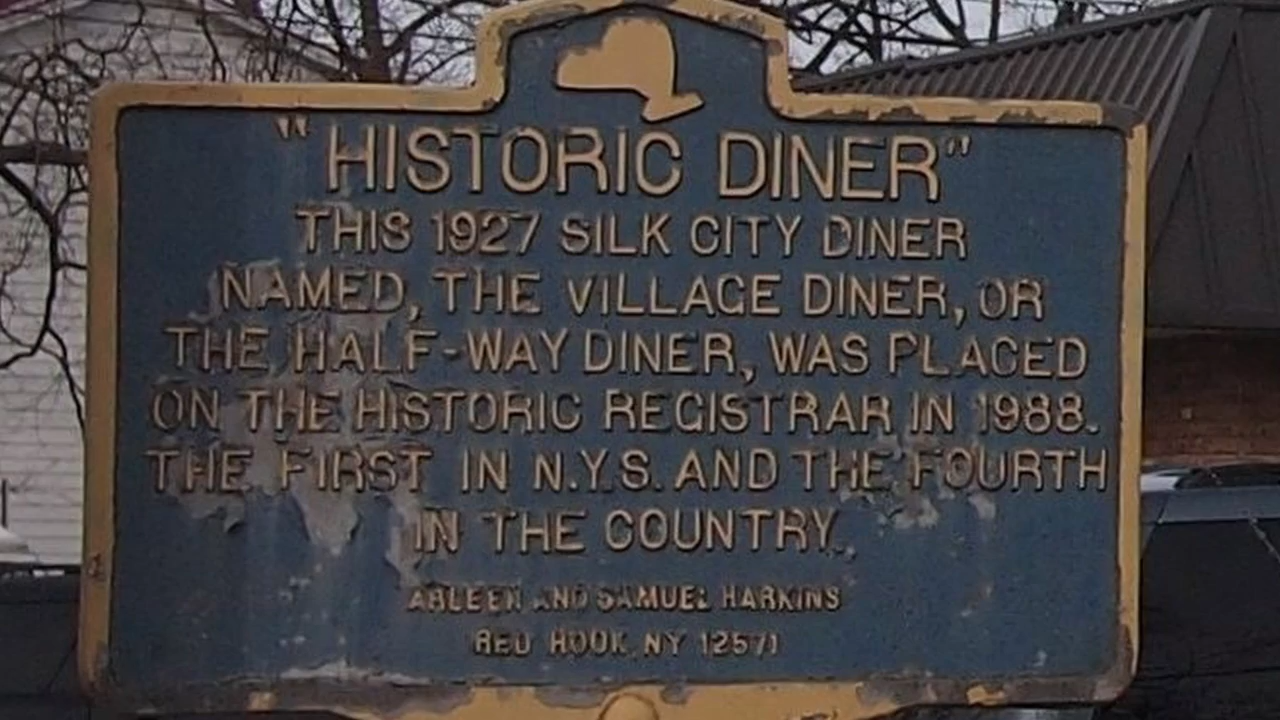 "HISTORIC DINER"
THIS 1927 SILK CITY DINER
NAMED, THE VILLAGE DINER, OR
THE HALF-WAY DINER, WAS PLACED
ON THE HISTORIC REGISTRAR IN 1988.
THE FIRST IN N.Y.S. AND THE FOURTH
IN THE COUNTRY.
ARLEEN AND SAMUEL HARKINS
RED HOOK, NY 12571